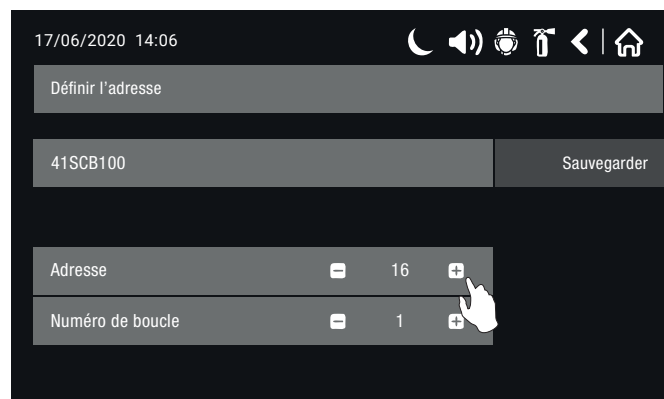 17/06/2020 14:06
Définir l’adresse
41SCB100 Sauvegarder
Adresse 16
Numéro de boucle 1